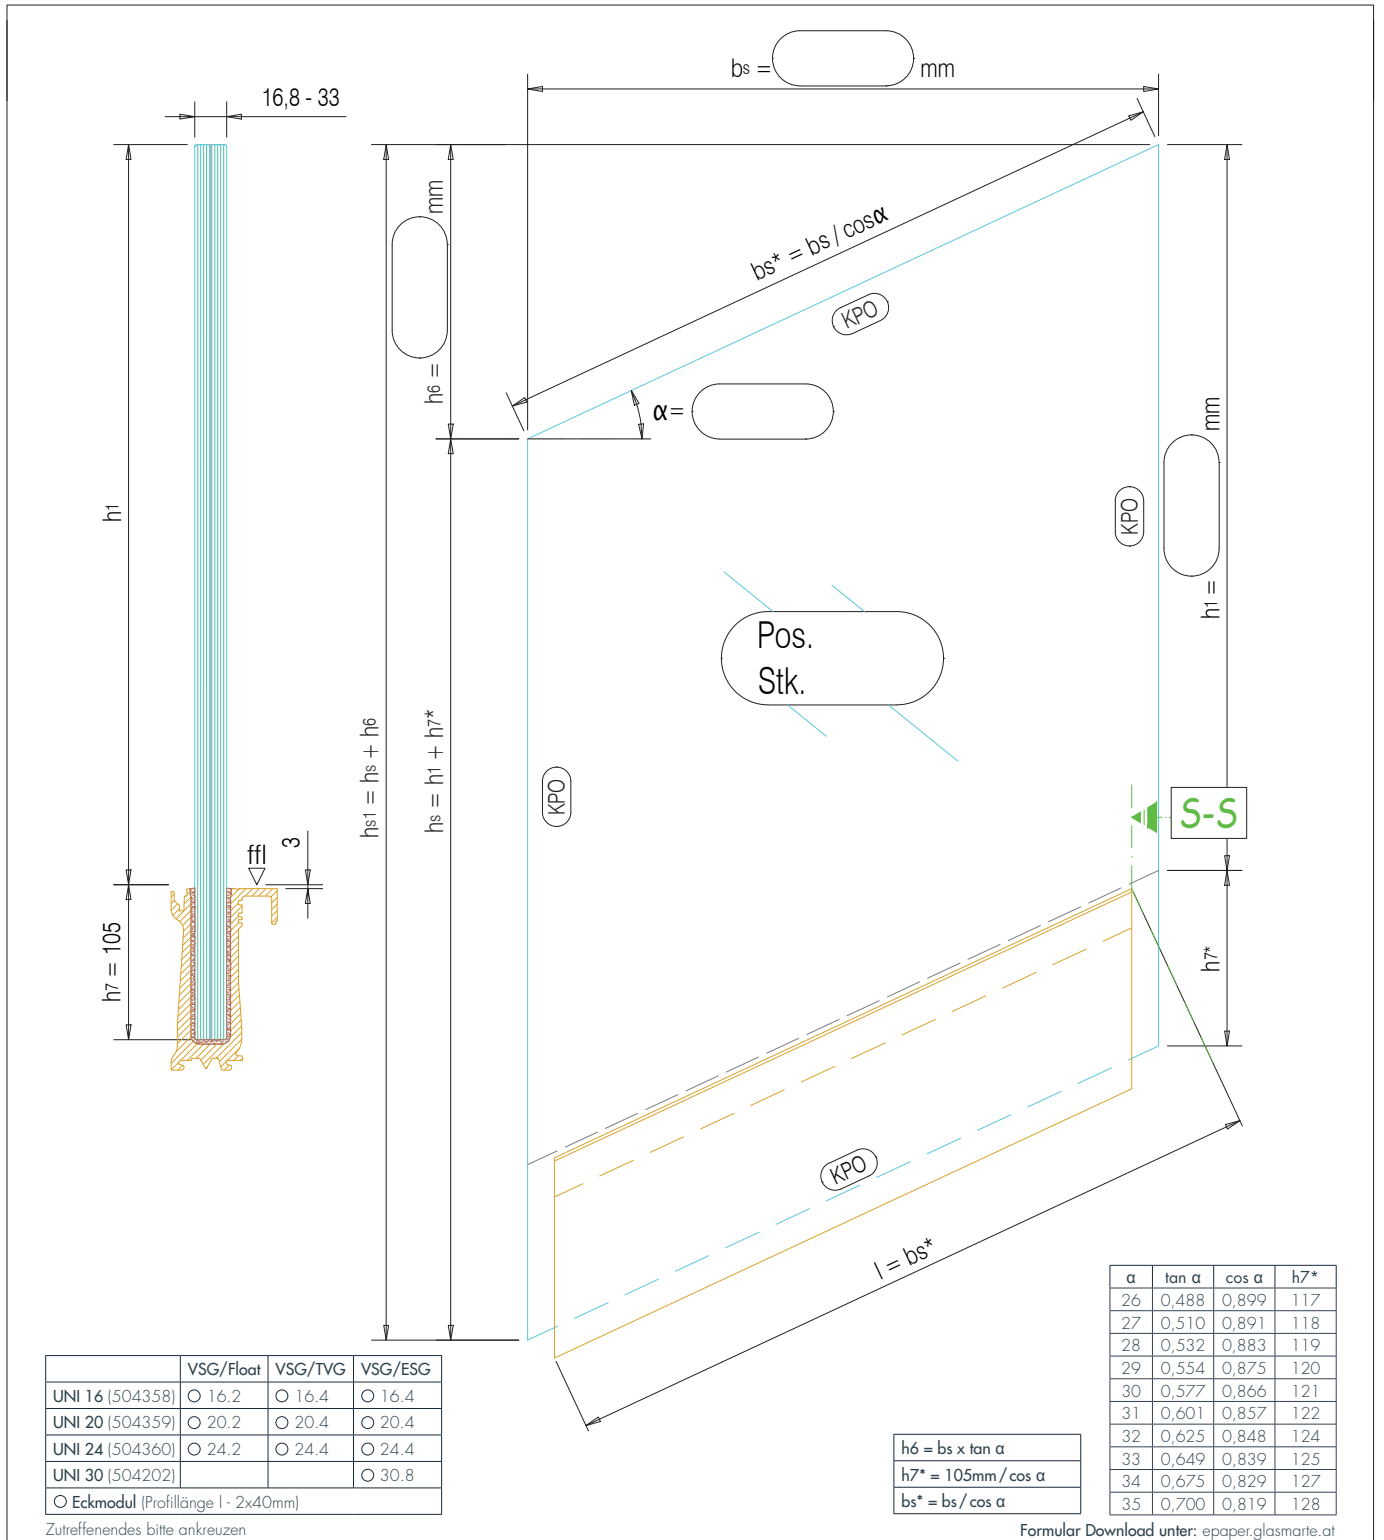 bs = mm
16,8 - 33
h6 = mm
bs* = bs / cosα
KPO
α=
h1
h1 = mm
KPO
Pos.
Stk.
hs1 = hs + h6
hs = h1 + h7*
KPO
S-S
ffl
3
h7 = 105
h7*
KPO
l = bs*
α tan α cos α h7*
26 0,488 0,899 117
27 0,510 0,891 118
28 0,532 0,883 119
29 0,554 0,875 120
30 0,577 0,866 121
31 0,601 0,857 122
32 0,625 0,848 124
33 0,649 0,839 125
34 0,675 0,829 127
35 0,700 0,819 128
VSG/Float VSG/TVG VSG/ESG
UNI 16 (504358) O 16.2 O 16.4 O 16.4
UNI 20 (504359) O 20.2 O 20.4 O 20.4
UNI 24 (504360) O 24.2 O 24.4 O 24.4
UNI 30 (504202) O 30.8
O Eckmodul (Profillänge l - 2x40mm)
Zutreffenendes bitte ankreuzen
h6 = bs x tan α
h7* = 105mm / cos α
bs* = bs / cos α
Formular Download unter: epaper.glasmarte.at